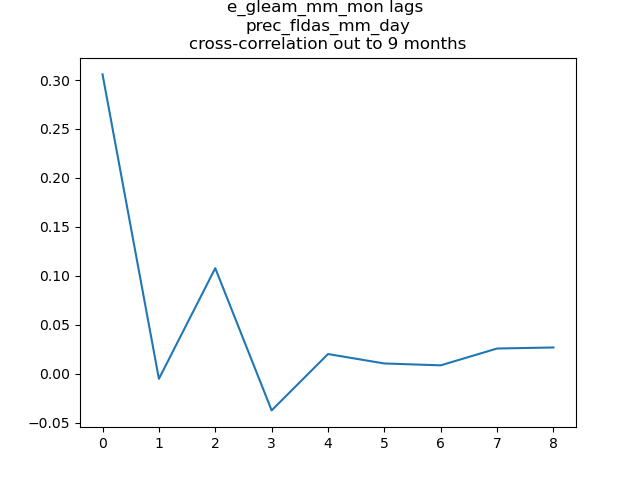 e_gleam_mm_mon lags
prec_fldas_mm_day
cross-correlation out to 9 months
0.30
0.25
0.20
0.15
0.10
0.05
0.00
−0.05
0 1 2 3 4 5 6 7 8